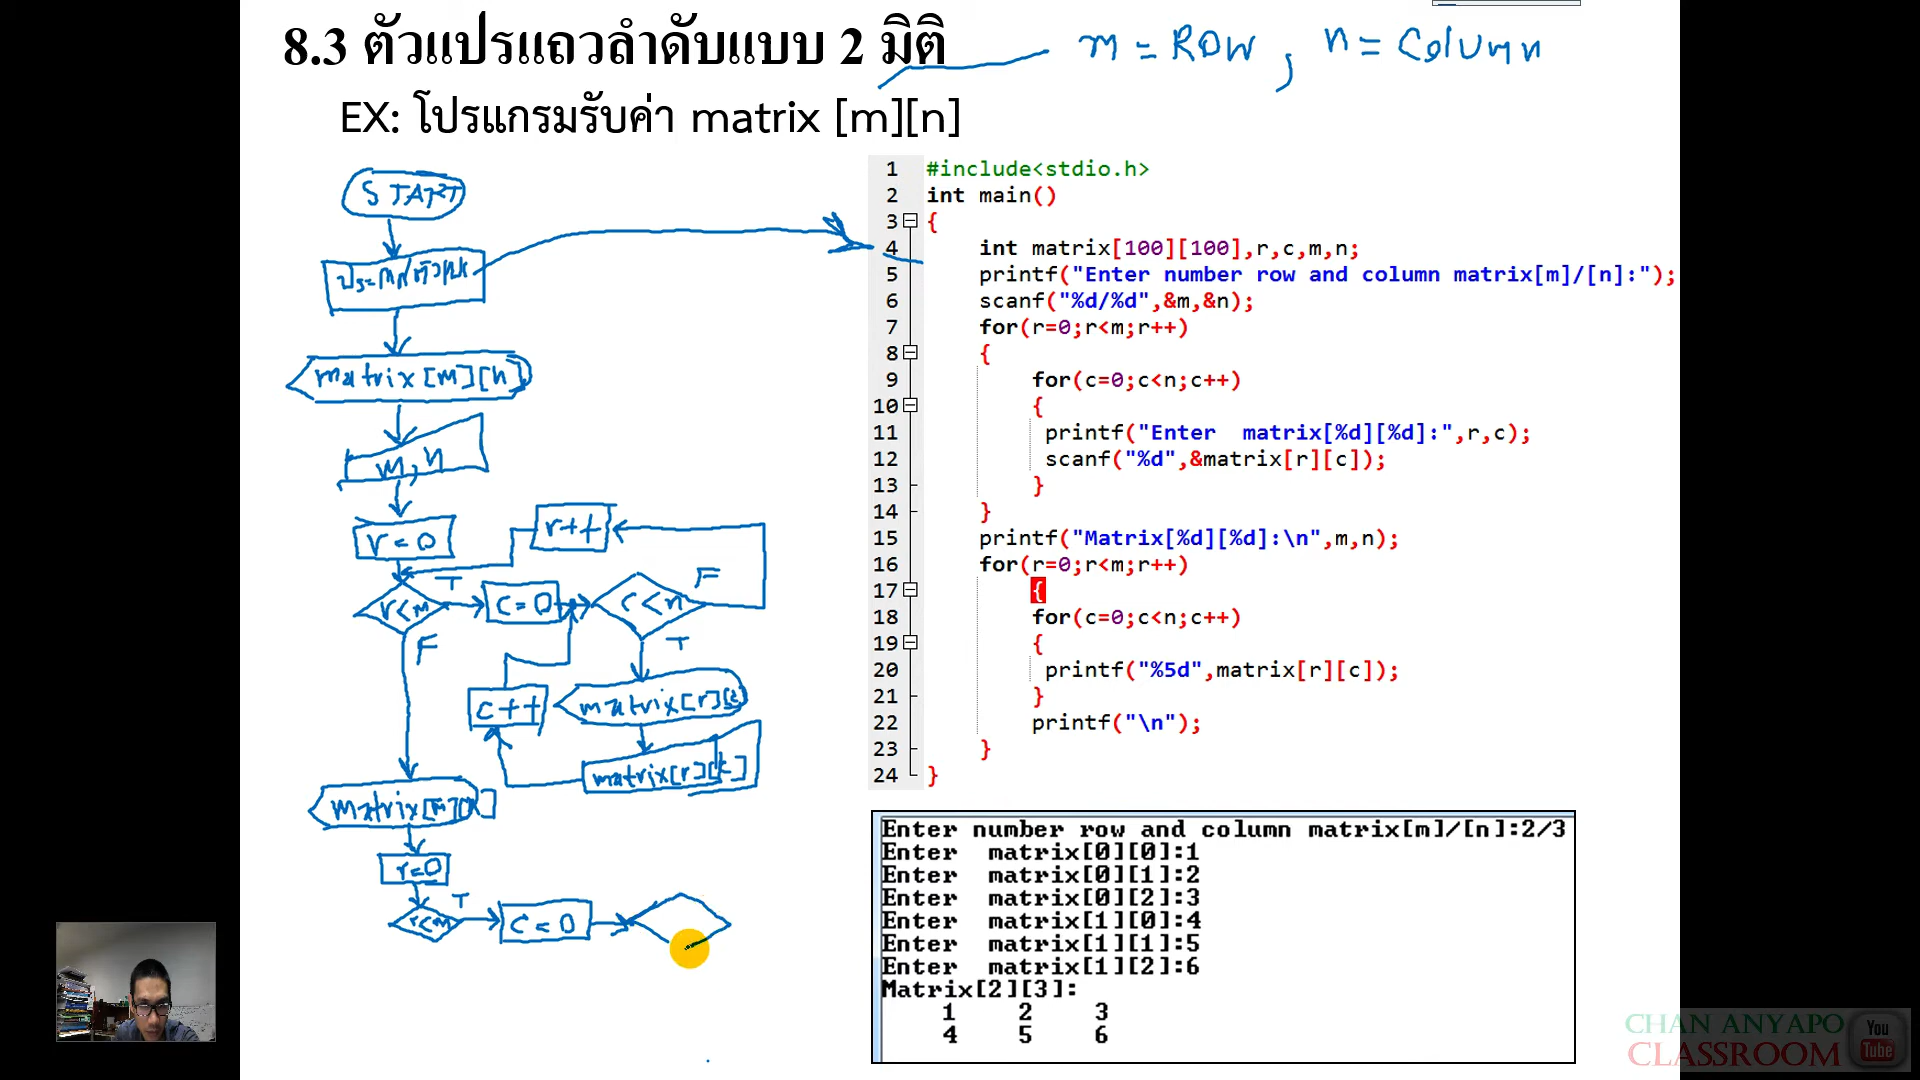 8.3 ตัวแปรแถวลำดับแบบ 2 มิติ
m = ROW , n = Column
EX: โปรแกรมรับค่า matrix [m][n]
START
matrix [m][n]
m, n
r = 0
r++
r<m
T
F
c = 0
c<n
F
T
c++
matrix[r][c]
matrix[r][c]
matrix[m][n]
r=0
r<m
T
c = 0
1 #include<stdio.h>
2 int main()
3 {
4 int matrix[100][100],r,c,m,n;
5 printf("Enter number row and column matrix[m]/[n]:");
6 scanf("%d/%d",&m,&n);
7 for(r=0;r<m;r++)
8 {
9 for(c=0;c<n;c++)
10 {
11 printf("Enter  matrix[%d][%d]:",r,c);
12 scanf("%d",&matrix[r][c]);
13 }
14 }
15 printf("Matrix[%d][%d]:\n",m,n);
16 for(r=0;r<m;r++)
17 {
18 for(c=0;c<n;c++)
19 {
20 printf("%5d",matrix[r][c]);
21 }
22 printf("\n");
23 }
24 }
Enter number row and column matrix[m]/[n]:2/3
Enter  matrix[0][0]:1
Enter  matrix[0][1]:2
Enter  matrix[0][2]:3
Enter  matrix[1][0]:4
Enter  matrix[1][1]:5
Enter  matrix[1][2]:6
Matrix[2][3]:
1 2 3
4 5 6
CHAN ANYAPO
CLASSROOM
You
Tube